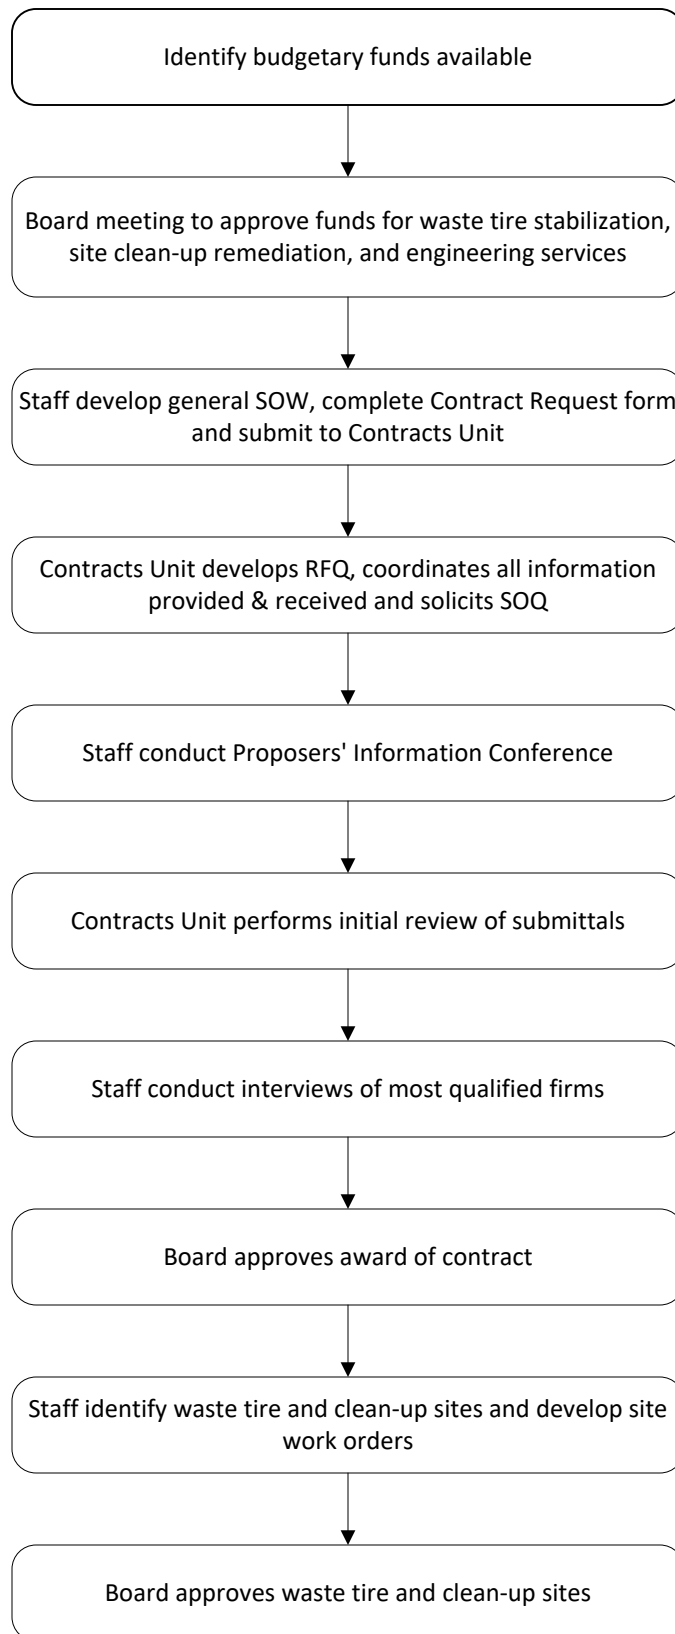 Identify budgetary funds available
Board meeting to approve funds for waste tire stabilization,
site clean-up remediation, and engineering services
Staff develop general SOW, complete Contract Request form
and submit to Contracts Unit
Contracts Unit develops RFQ, coordinates all information
provided & received and solicits SOQ
Staff conduct Proposers' Information Conference
Contracts Unit performs initial review of submittals
Staff conduct interviews of most qualified firms
Board approves award of contract
Staff identify waste tire and clean-up sites and develop site
work orders
Board approves waste tire and clean-up sites